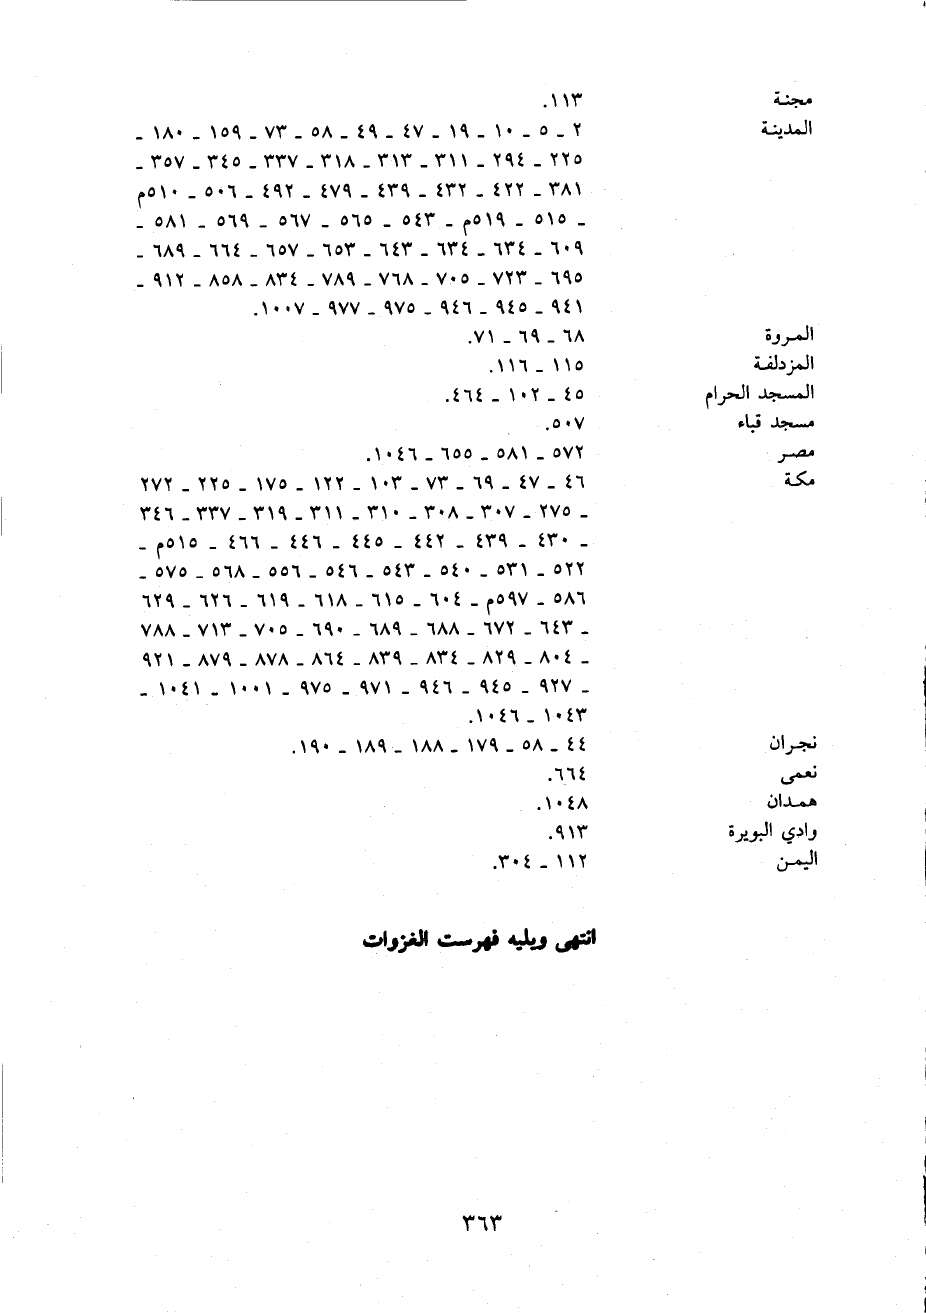 مجنة ١١٣.
المدينة ٢ ـ ٥ ـ ١٠ ـ ١٩ ـ ٤٧ ـ ٤٩ ـ ٥٨ ـ ٧٣ ـ ١٥٩ ـ ١٨٠ ـ
٢٢٥ ـ ٢٩٤ ـ ٣١١ ـ ٣١٣ ـ ٣١٨ ـ ٣٣٧ ـ ٣٤٥ ـ ٣٥٧ ـ
٣٨١ ـ ٤٢٢ ـ ٤٣٢ ـ ٤٣٩ ـ ٤٧٩ ـ ٤٩٢ ـ ٥٠٦ ـ ٥١٠م
ـ ٥١٥ ـ ٥١٩م ـ ٥٤٣ ـ ٥٦٥ ـ ٥٦٧ ـ ٥٦٩ ـ ٥٨١ ـ
٦٠٩ ـ ٦٣٤ ـ ٦٣٤ ـ ٦٤٣ ـ ٦٥٣ ـ ٦٥٧ ـ ٦٦٤ ـ ٦٨٩ ـ
٦٩٥ ـ ٧٢٣ ـ ٧٠٥ ـ ٧٦٨ ـ ٧٨٩ ـ ٨٣٤ ـ ٨٥٨ ـ ٩١٢ ـ
٩٤١ ـ ٩٤٥ ـ ٩٤٦ ـ ٩٧٥ ـ ٩٧٧ ـ ١٠٠٧.
المروة ٦٨ ـ ٦٩ ـ ٧١.
المزدلفة ١١٥ ـ ١١٦.
المسجد الحرام ٤٥ ـ ١٠٢ ـ ٤٦٤.
مسجد قباء ٥٠٧.
مصر ٥٧٢ ـ ٥٨١ ـ ٦٥٥ ـ ١٠٤٦.
مكة ٤٦ ـ ٤٧ ـ ٦٩ ـ ٧٣ ـ ١٠٣ ـ ١٢٢ ـ ١٧٥ ـ ٢٢٥ ـ ٢٧٢
ـ ٢٧٥ ـ ٣٠٧ ـ ٣٠٨ ـ ٣١٠ ـ ٣١١ ـ ٣١٩ ـ ٣٣٧ ـ ٣٤٦
ـ ٤٣٠ ـ ٤٣٩ ـ ٤٤٢ ـ ٤٤٥ ـ ٤٤٦ ـ ٤٦٦ ـ ٥١٥م ـ
٥٢٢ ـ ٥٣١ ـ ٥٤٠ ـ ٥٤٣ ـ ٥٤٦ ـ ٥٥٦ ـ ٥٦٨ ـ ٥٧٥ ـ
٥٨٦ ـ ٥٩٧م ـ ٦٠٤ ـ ٦١٥ ـ ٦١٨ ـ ٦١٩ ـ ٦٢٦ ـ ٦٢٩
ـ ٦٤٣ ـ ٦٧٢ ـ ٦٨٨ ـ ٦٨٩ ـ ٦٩٠ ـ ٧٠٥ ـ ٧١٣ ـ ٧٨٨
ـ ٨٠٤ ـ ٨٢٩ ـ ٨٣٤ ـ ٨٣٩ ـ ٨٦٤ ـ ٨٧٨ ـ ٨٧٩ ـ ٩٢١
ـ ٩٢٧ ـ ٩٤٥ ـ ٩٤٦ ـ ٩٧١ ـ ٩٧٥ ـ ١٠٠١ ـ ١٠٤١ ـ
١٠٤٣ ـ ١٠٤٦.
نجران ٤٤ ـ ٥٨ ـ ١٧٩ ـ ١٨٨ ـ ١٨٩ ـ ١٩٠.
نعمى ٦٦٤.
همدان ١٠٤٨.
وادي البويرة ٩١٣.
اليمن ١١٢ ـ ٣٠٤.
انتهى ويليه فهرست الغزوات
٣٦٣